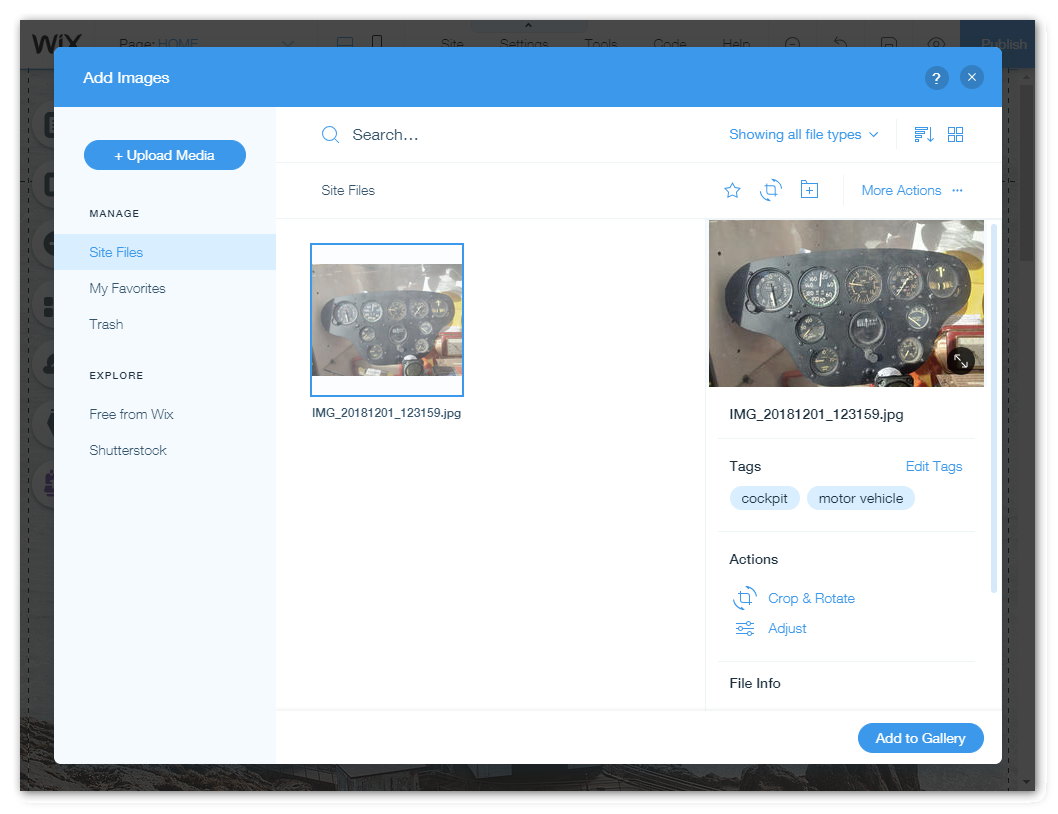 WiX
Page: HOME
Site
Settings
Tools
Code
Help
Publish
Add Images
?
Search...
Showing all file types
+ Upload Media
Site Files
More Actions ...
MANAGE
Site Files
My Favorites
Trash
EXPLORE
Free from Wix
Shutterstock
IMG_20181201_123159.jpg
IMG_20181201_123159.jpg
Tags
Edit Tags
cockpit
motor vehicle
Actions
Crop & Rotate
Adjust
File Info
Add to Gallery